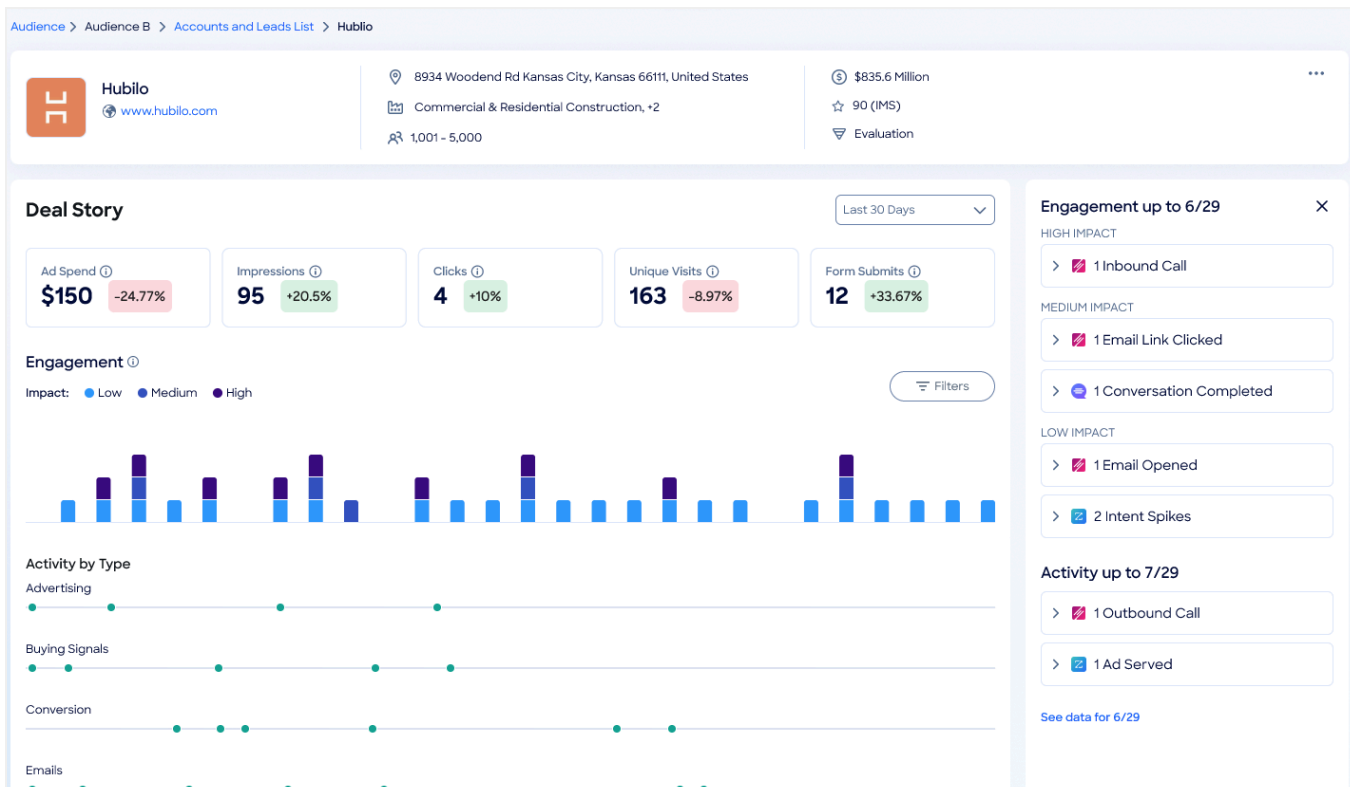 Audience > Audience B > Accounts and Leads List > Hublio
Hubilo
www.hubilo.com
8934 Woodend Rd Kansas City, Kansas 66111, United States
Commercial & Residential Construction, +2
1,001 - 5,000
$835.6 Million
90 (IMS)
Evaluation
Deal Story
Last 30 Days
Ad Spend
$150 -24.77%
Impressions
95 +20.5%
Clicks
4 +10%
Unique Visits
163 -8.97%
Form Submits
12 +33.67%
Engagement
Impact: Low Medium High
Filters
Activity by Type
Advertising
Buying Signals
Conversion
Emails
Engagement up to 6/29
HIGH IMPACT
1 Inbound Call
MEDIUM IMPACT
1 Email Link Clicked
1 Conversation Completed
LOW IMPACT
1 Email Opened
2 Intent Spikes
Activity up to 7/29
1 Outbound Call
1 Ad Served
See data for 6/29